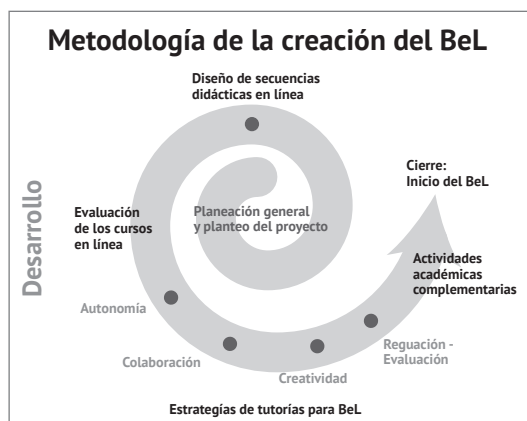 Metodología de la creación del BeL
Diseño de secuencias
didácticas en línea
Cierre:
Inicio del BeL
Desarrollo
Evaluación
de los cursos
en línea
Planeación general
y planteo del proyecto
Actividades
académicas
complementarias
Autonomía
Colaboración
Creatividad
Reguación -
Evaluación
Estrategías de tutorías para BeL